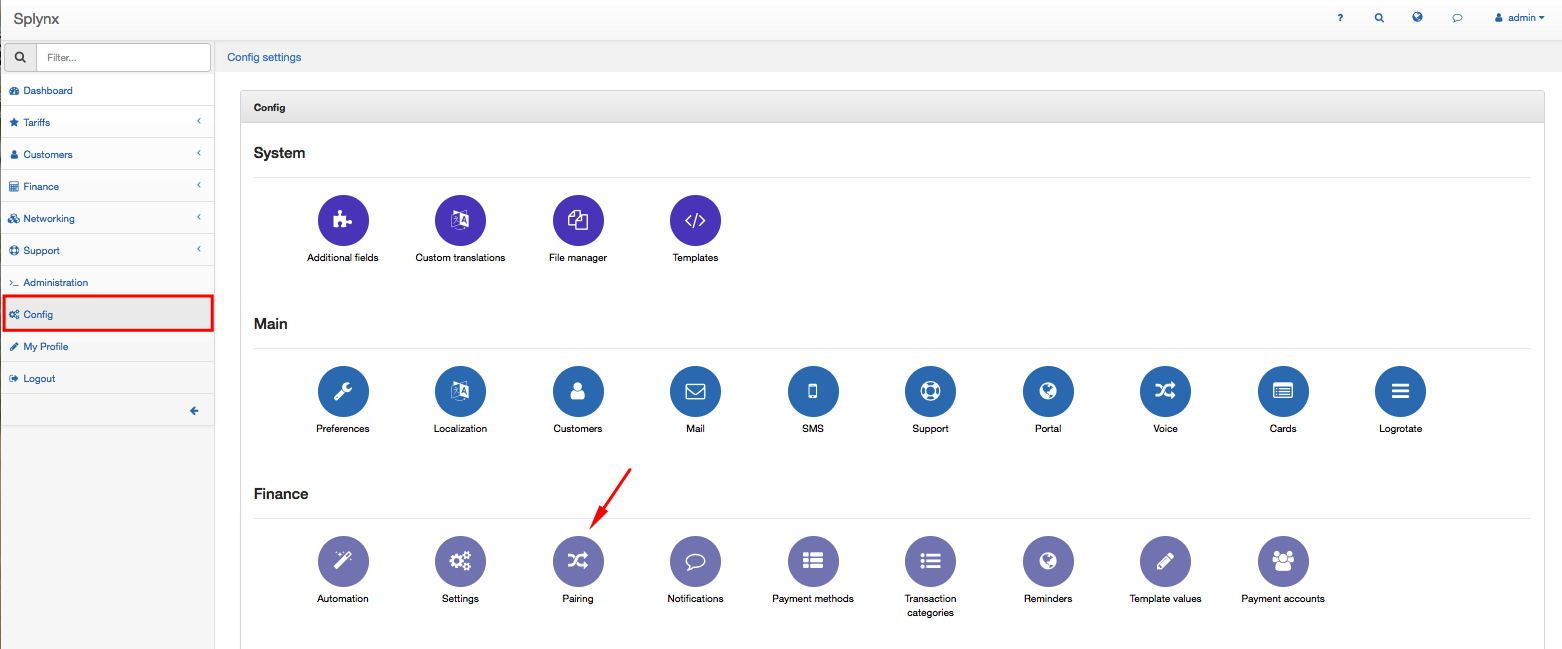 Splynx
?
admin
Filter...
Config settings
Dashboard
Tariffs
Customers
Finance
Networking
Support
Administration
Config
My Profile
Logout
Config
System
Additional fields
Custom translations
File manager
Templates
Main
Preferences
Localization
Customers
Mail
SMS
Support
Portal
Voice
Cards
Logrotate
Finance
Automation
Settings
Pairing
Notifications
Payment methods
Transaction
categories
Reminders
Template values
Payment accounts